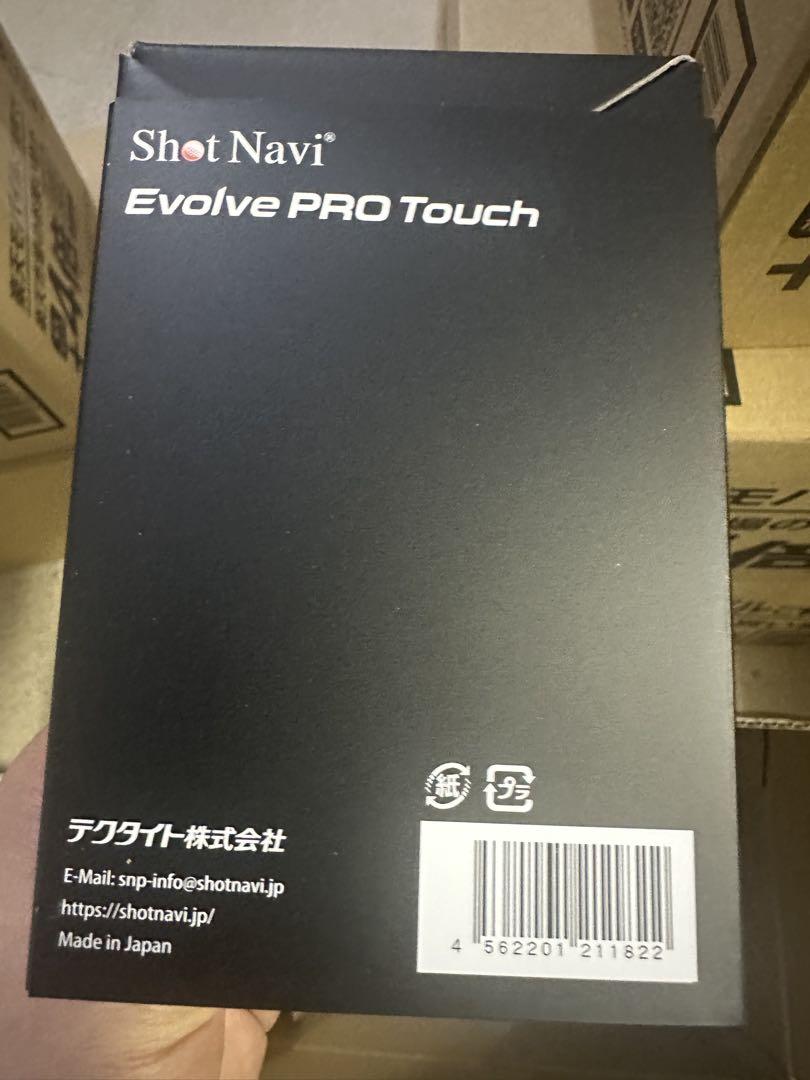 Shot Navi®
Evolve PRO Touch
紙
プラ
テクタイト株式会社
E-Mail: snp-info@shotnavi.jp
https://shotnavi.jp/
Made in Japan
4 562201 211822